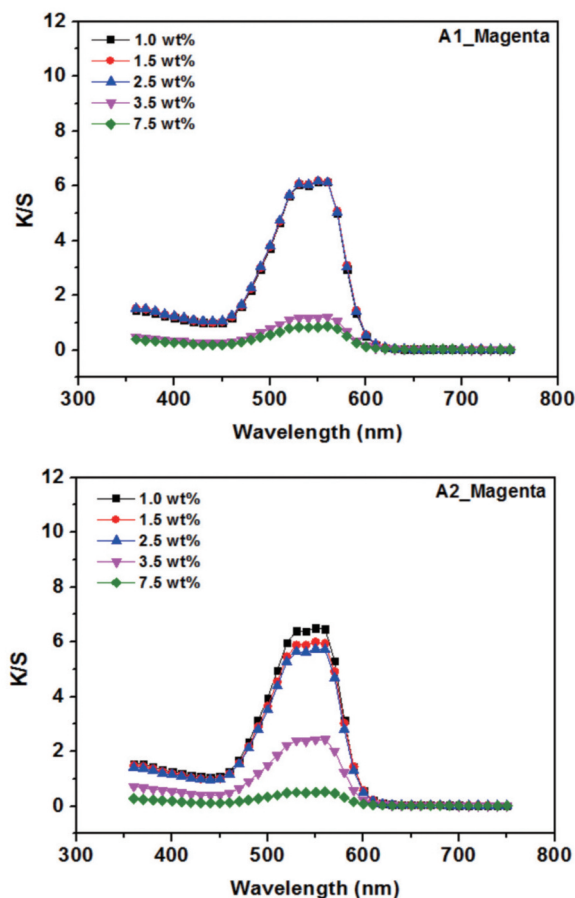 A1_Magenta
1.0 wt%
1.5 wt%
2.5 wt%
3.5 wt%
7.5 wt%
12
10
8
6
4
2
0
K/S
300 400 500 600 700 800
Wavelength (nm)
A2_Magenta
1.0 wt%
1.5 wt%
2.5 wt%
3.5 wt%
7.5 wt%
12
10
8
6
4
2
0
K/S
300 400 500 600 700 800
Wavelength (nm)